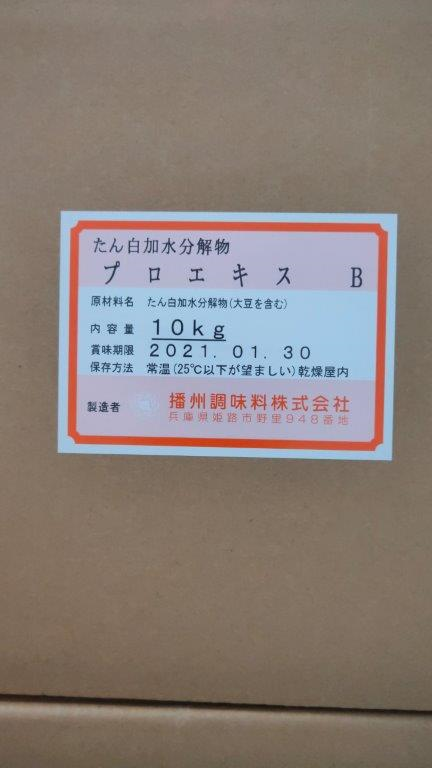 たん白加水分解物
プロエキス B
原材料名 たん白加水分解物(大豆を含む)
内容量 10kg
賞味期限 2021.01.30
保存方法 常温(25℃以下が望ましい)乾燥屋内
製造者 播州調味料株式会社
兵庫県姫路市野里948番地